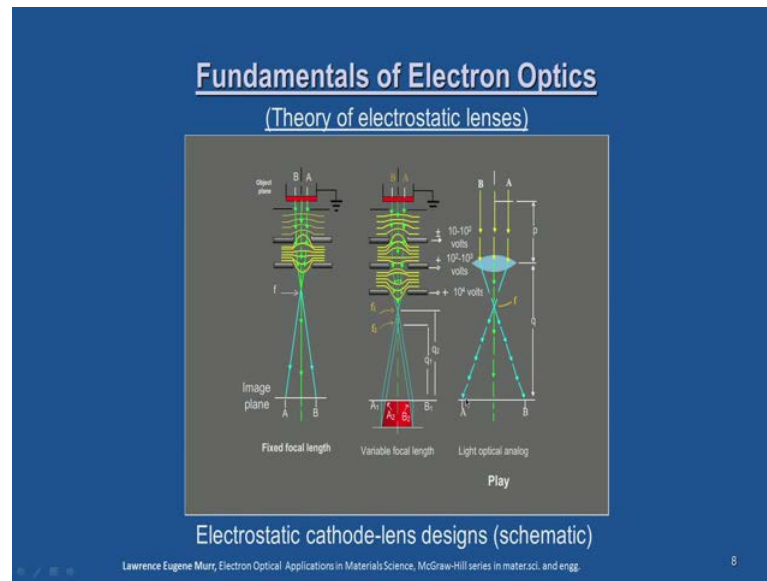 Fundamentals of Electron Optics
(Theory of electrostatic lenses)
Object plane
B A
f
Image plane
A B
Fixed focal length
B A
± 10-10² volts
± 10²-10³ volts
+ 10⁴ volts
f₁
f₂
q₁
q₂
A₁ B₁
A₂ B₂
Variable focal length
B A
p
f
q
A B
Light optical analog
Play
Electrostatic cathode-lens designs (schematic)
Lawrence Eugene Murr, Electron Optical Applications in Materials Science, McGraw-Hill series in mater.sci. and engg.
8